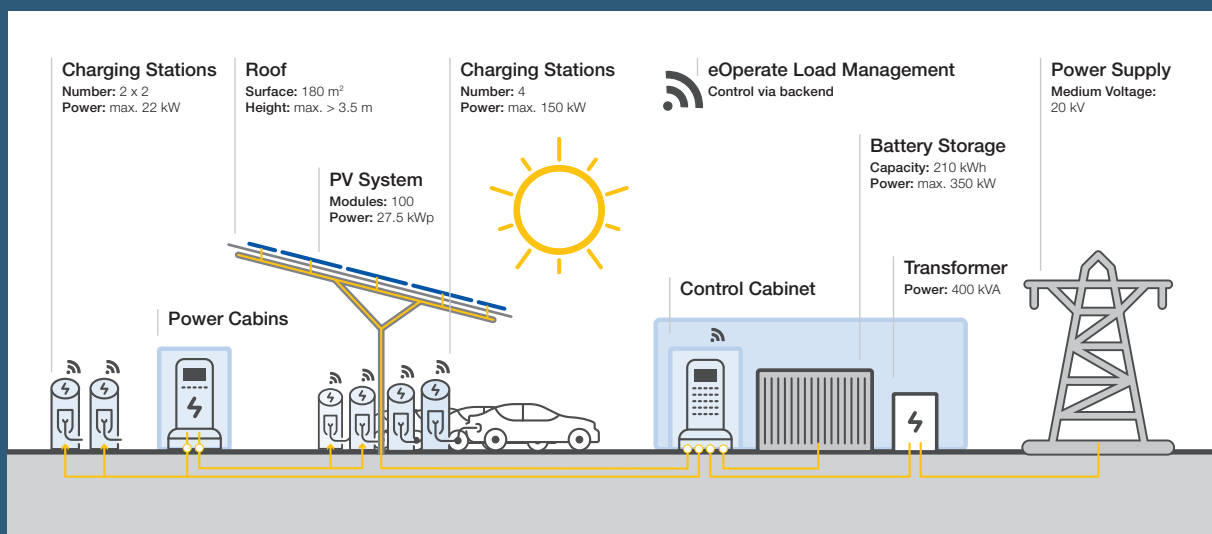 Charging Stations
Number: 2 x 2
Power: max. 22 kW
Roof
Surface: 180 m²
Height: max. > 3.5 m
PV System
Modules: 100
Power: 27.5 kWp
Charging Stations
Number: 4
Power: max. 150 kW
eOperate Load Management
Control via backend
Power Supply
Medium Voltage:
20 kV
Battery Storage
Capacity: 210 kWh
Power: max. 350 kW
Transformer
Power: 400 kVA
Control Cabinet
Power Cabins